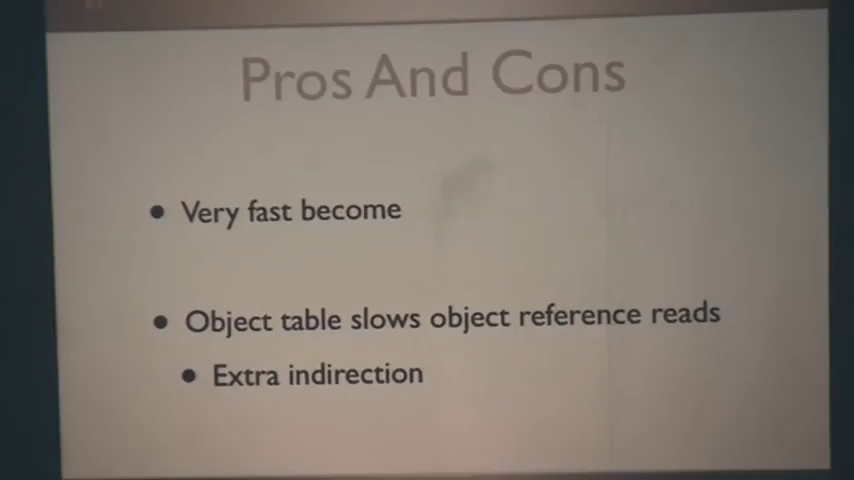 Pros And Cons
• Very fast become
• Object table slows object reference reads
• Extra indirection